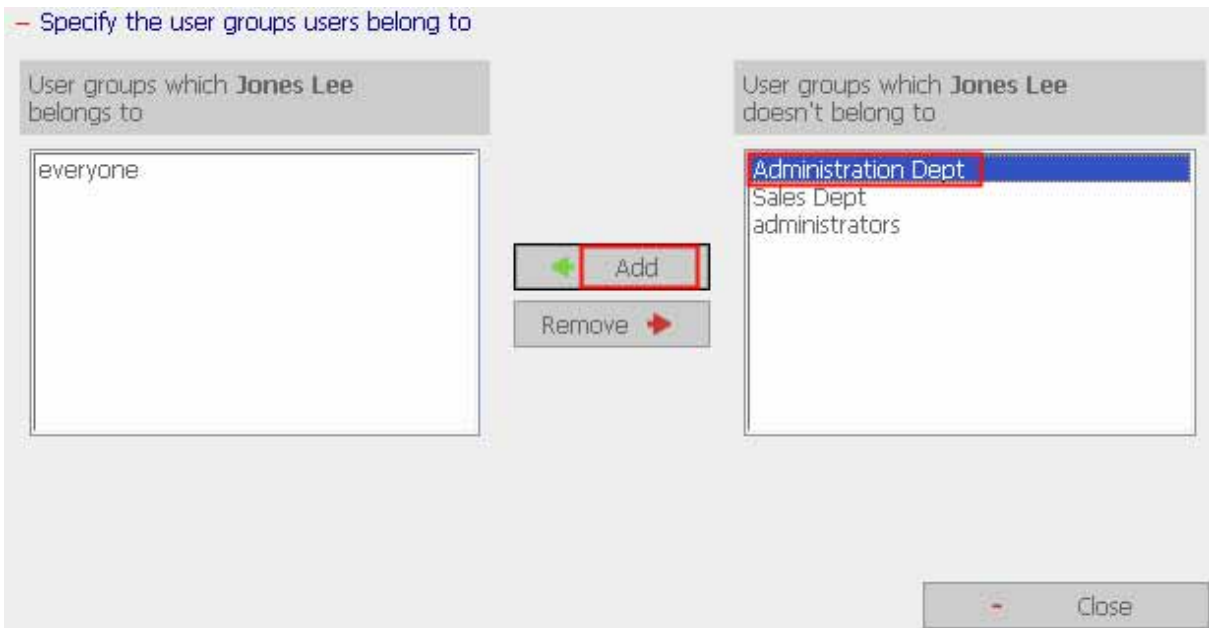 Specify the user groups users belong to
User groups which Jones Lee
belongs to
everyone
Add
Remove
User groups which Jones Lee
doesn't belong to
Administration Dept
Sales Dept
administrators
Close